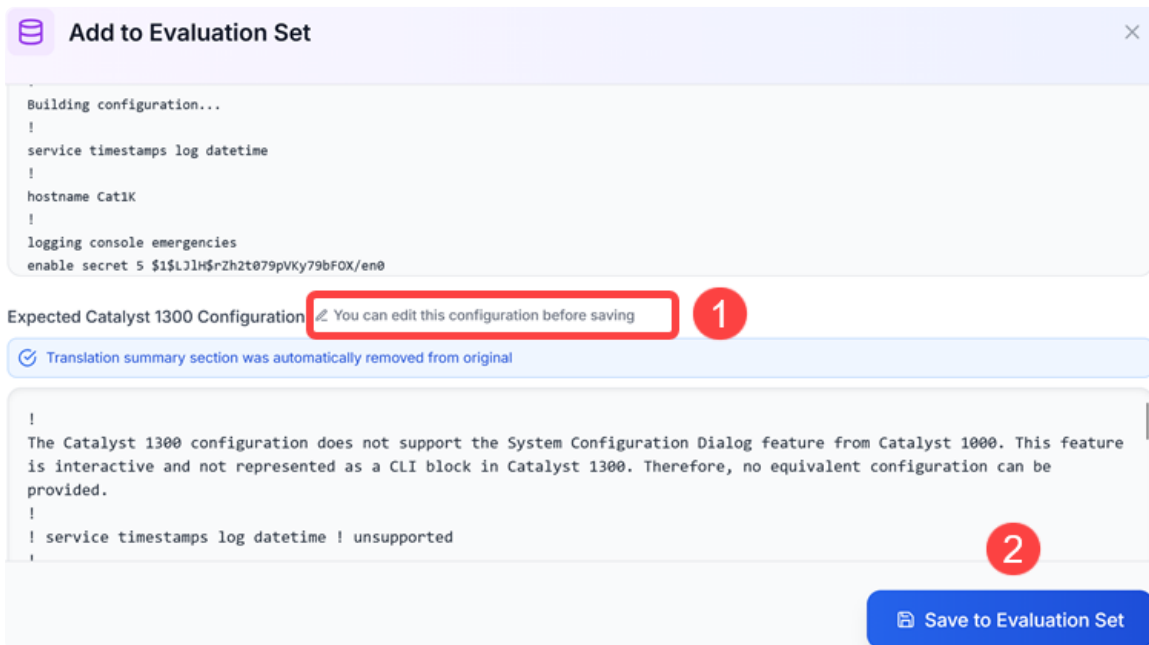 Add to Evaluation Set
Building configuration...
!
service timestamps log datetime
!
hostname Cat1K
!
logging console emergencies
enable secret 5 $1$LJlH$rZh2t079pVKy79bFOX/en0
Expected Catalyst 1300 Configuration You can edit this configuration before saving
1
Translation summary section was automatically removed from original
!
The Catalyst 1300 configuration does not support the System Configuration Dialog feature from Catalyst 1000. This feature
is interactive and not represented as a CLI block in Catalyst 1300. Therefore, no equivalent configuration can be
provided.
!
! service timestamps log datetime ! unsupported
!
2
Save to Evaluation Set